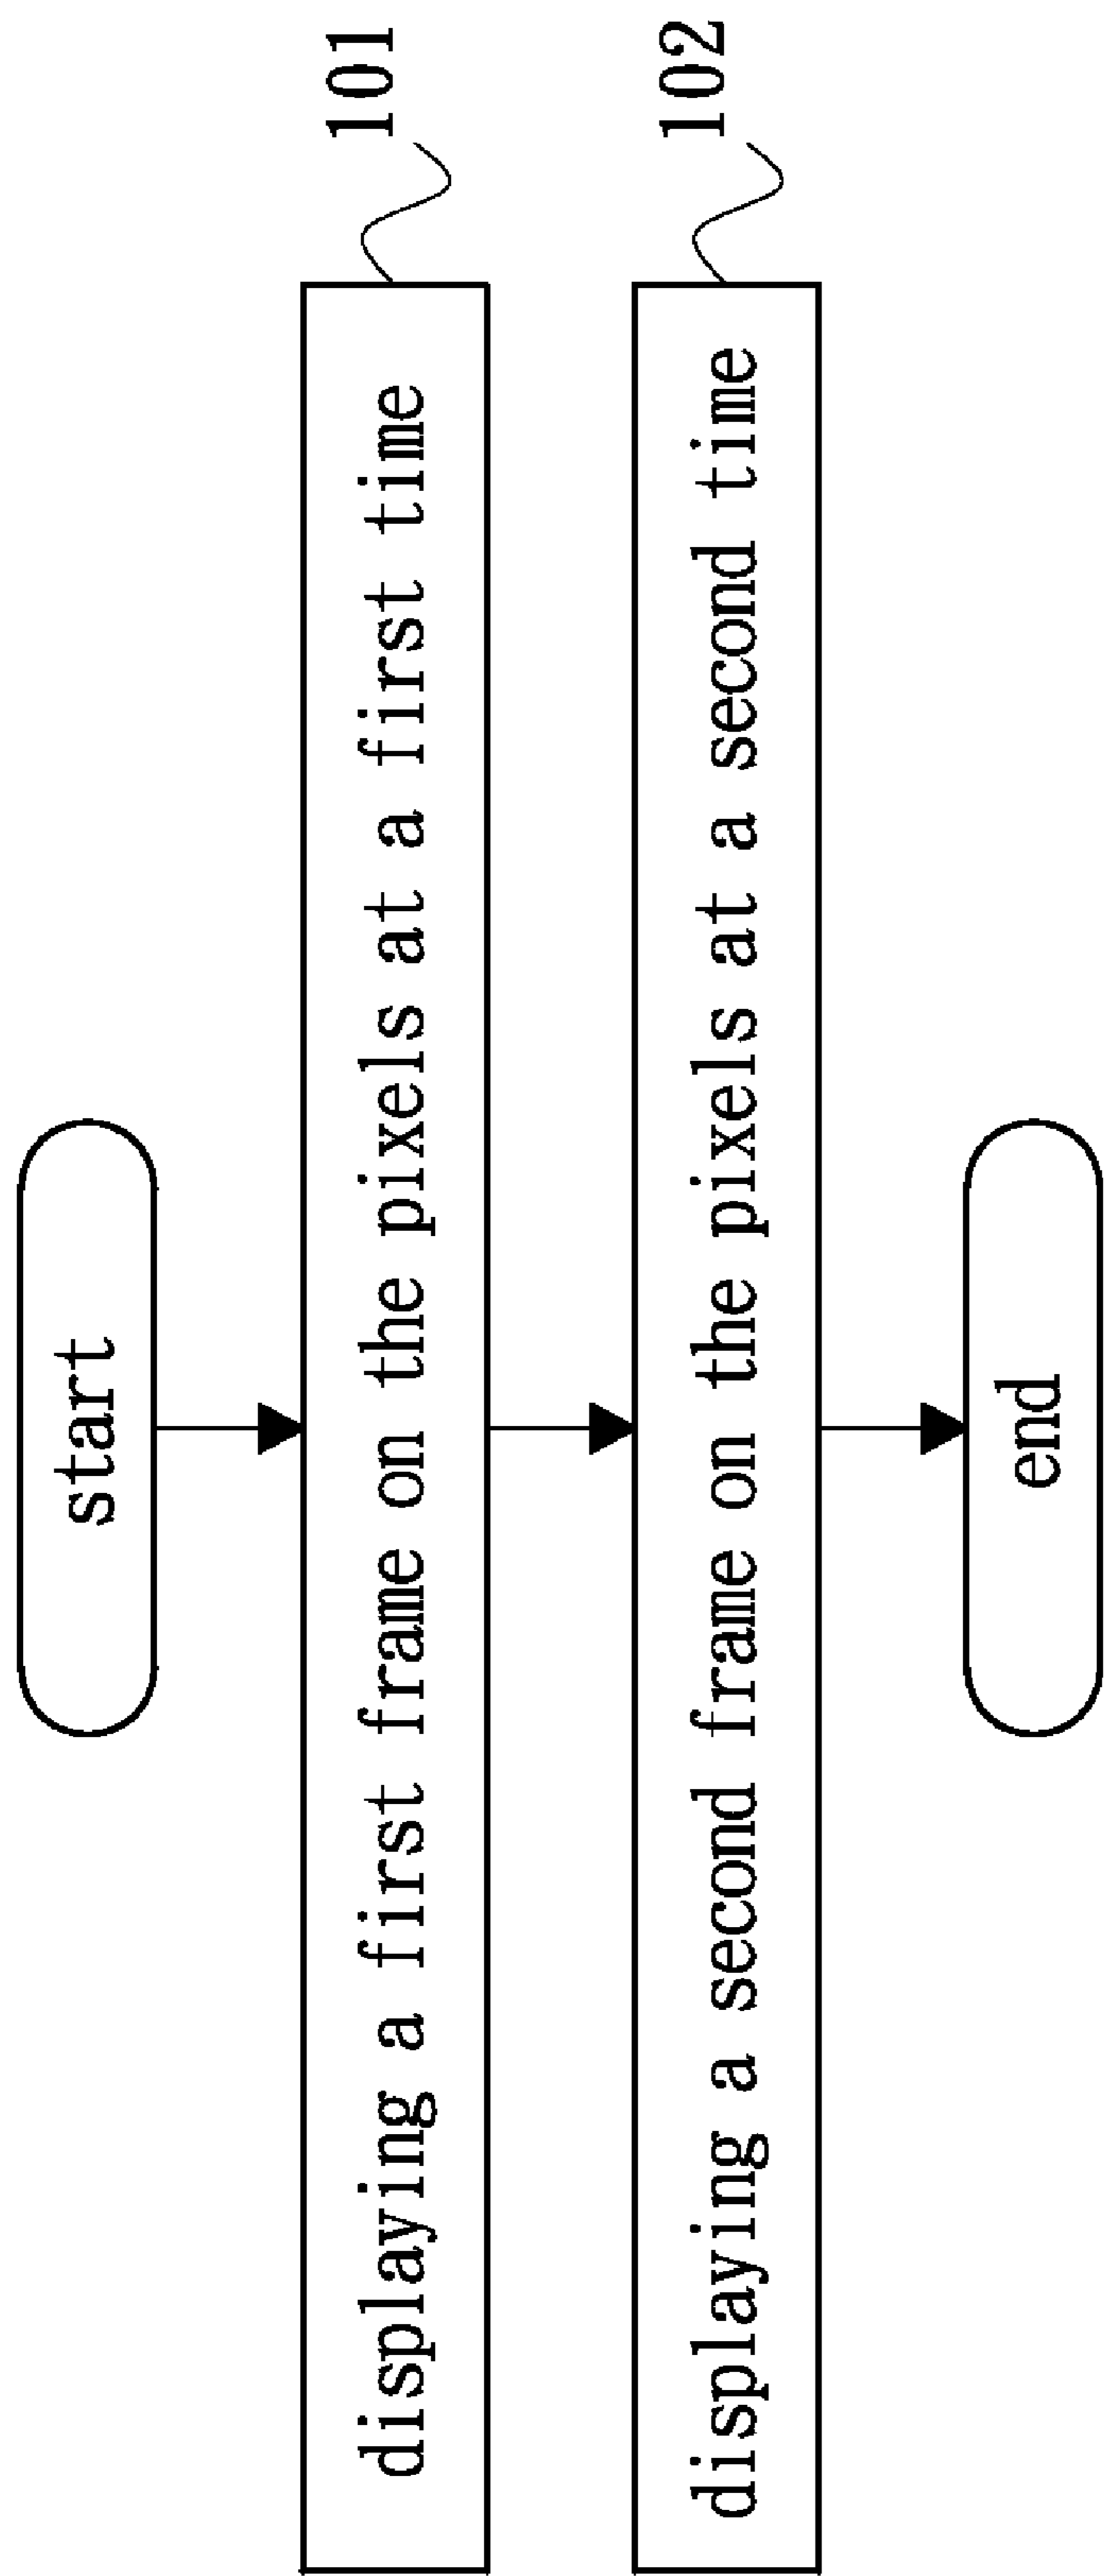 start
displaying a first frame on the pixels at a first time
101
displaying a second frame on the pixels at a second time
102
end